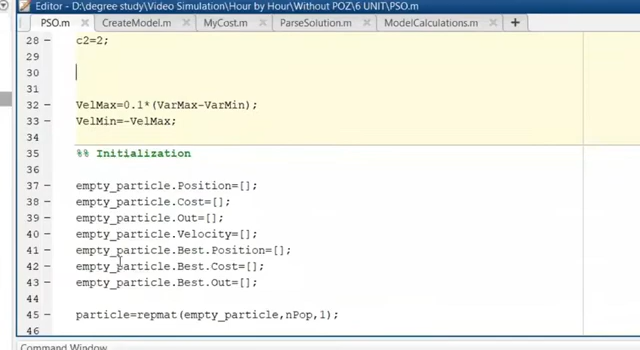 Editor - D:\degree study\Video Simulation\Hour by Hour\Without POZ\6 UNIT\PSO.m
PSO.m × CreateModel.m × MyCost.m × ParseSolution.m × ModelCalculations.m × +
28 - c2=2;
29
30
32 - VelMax=0.1*(VarMax-VarMin);
33 - VelMin=-VelMax;
34
35 %% Initialization
37 - empty_particle.Position=[];
38 - empty_particle.Cost=[];
39 - empty_particle.Out=[];
40 - empty_particle.Velocity=[];
41 - empty_particle.Best.Position=[];
42 - empty_particle.Best.Cost=[];
43 - empty_particle.Best.Out=[];
44
45 - particle=repmat(empty_particle,nPop,1);
46
Command Window